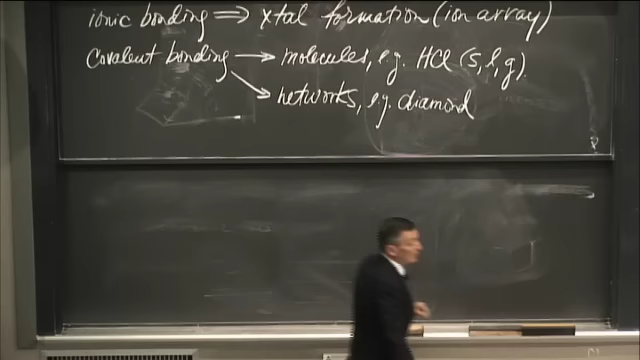 ionic bonding ⇒ xtal formation (ion array)
Covalent bonding → molecules, e.g. HCl (s, l, g)
↘ networks, e.g. diamond